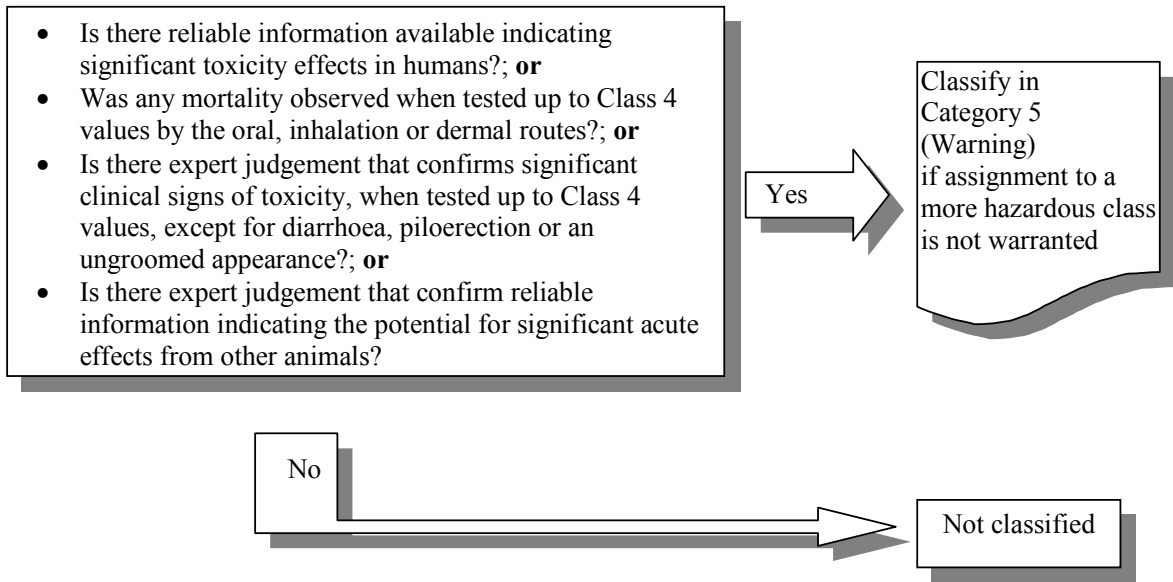 • Is there reliable information available indicating
significant toxicity effects in humans?; or
• Was any mortality observed when tested up to Class 4
values by the oral, inhalation or dermal routes?; or
• Is there expert judgement that confirms significant
clinical signs of toxicity, when tested up to Class 4
values, except for diarrhoea, piloerection or an
ungroomed appearance?; or
• Is there expert judgement that confirm reliable
information indicating the potential for significant acute
effects from other animals?
Yes
Classify in
Category 5
(Warning)
if assignment to a
more hazardous class
is not warranted
No
Not classified